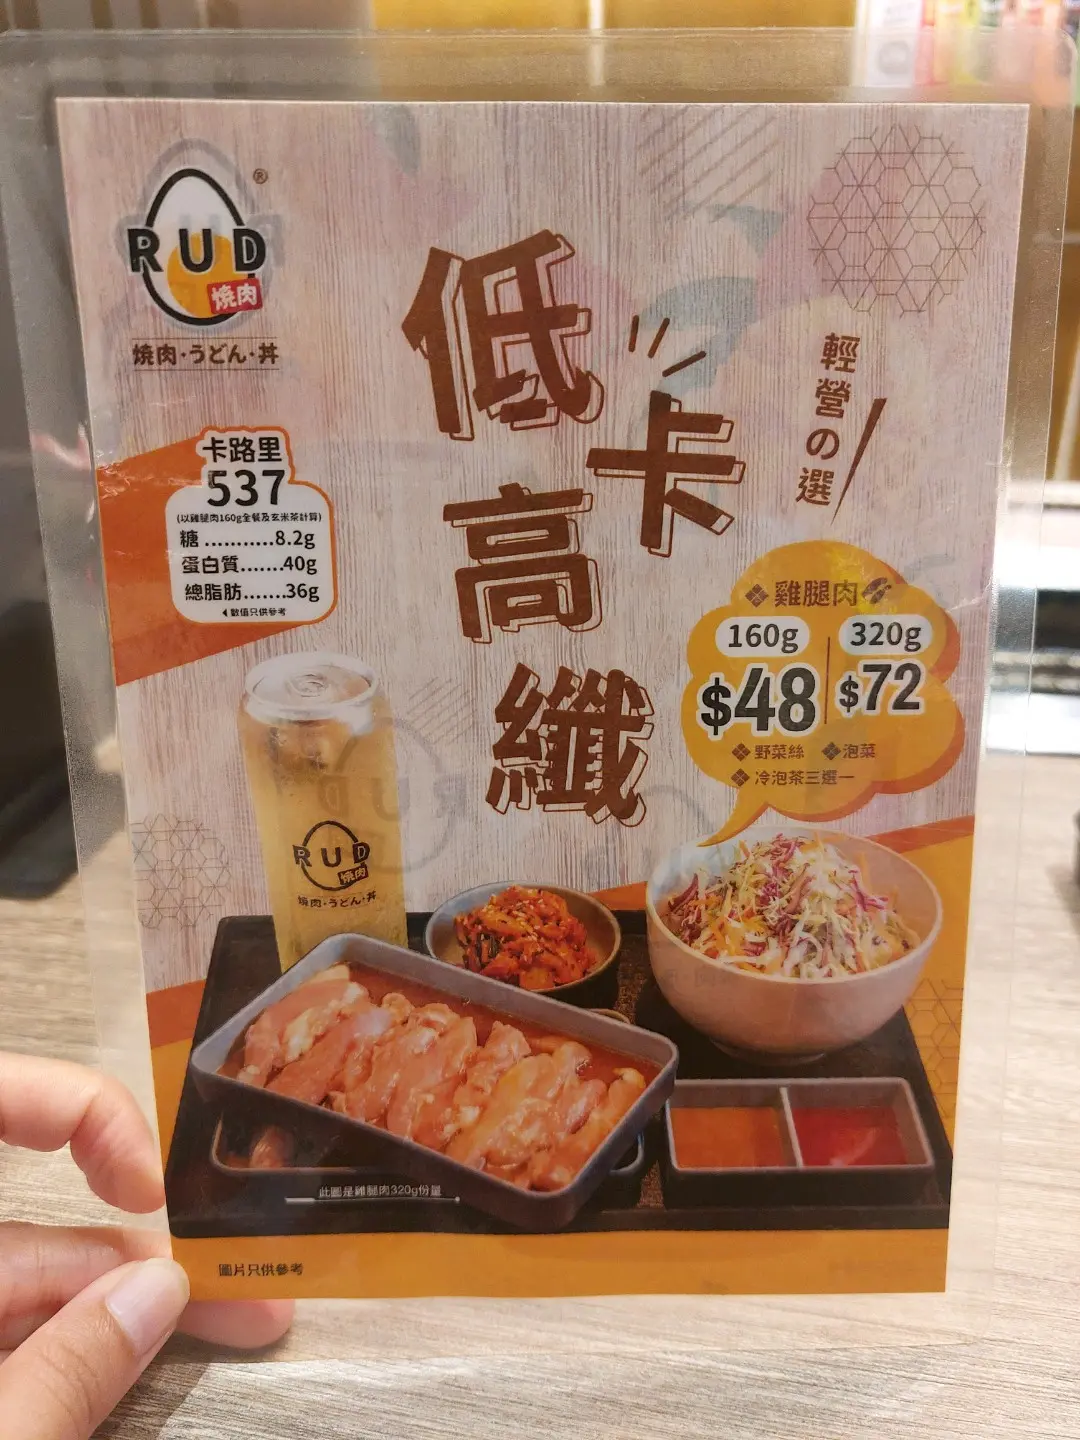 RUD
®
燒肉
燒肉·うどん·丼
低卡
高纖
輕營の選
卡路里
537
(以雞腿肉160g全餐及玄米茶計算)
糖...........8.2g
蛋白質.......40g
總脂肪.......36g
數值只供參考
雞腿肉
160g
$48
320g
$72
野菜絲 泡菜
冷泡茶三選一
RUD
燒肉
燒肉·うどん·丼
此圖是雞腿肉320g份量
圖片只供參考